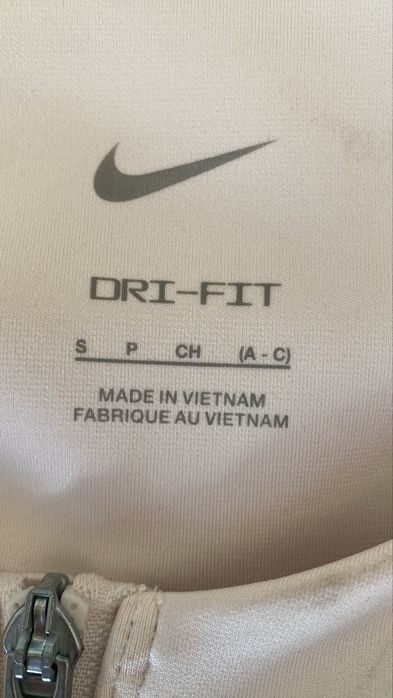 DRI-FIT
S P CH (A - C)
MADE IN VIETNAM
FABRIQUE AU VIETNAM